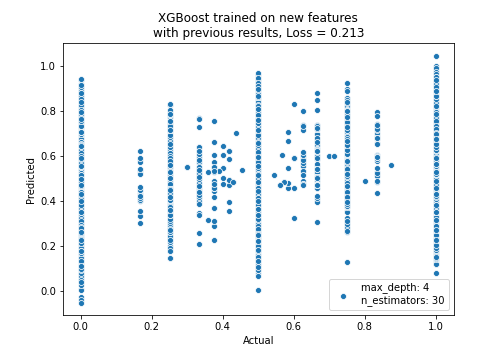 XGBoost trained on new features
with previous results, Loss = 0.213
1.0
0.8
0.6
0.4
0.2
0.0
Predicted
max_depth: 4
n_estimators: 30
0.0 0.2 0.4 0.6 0.8 1.0
Actual